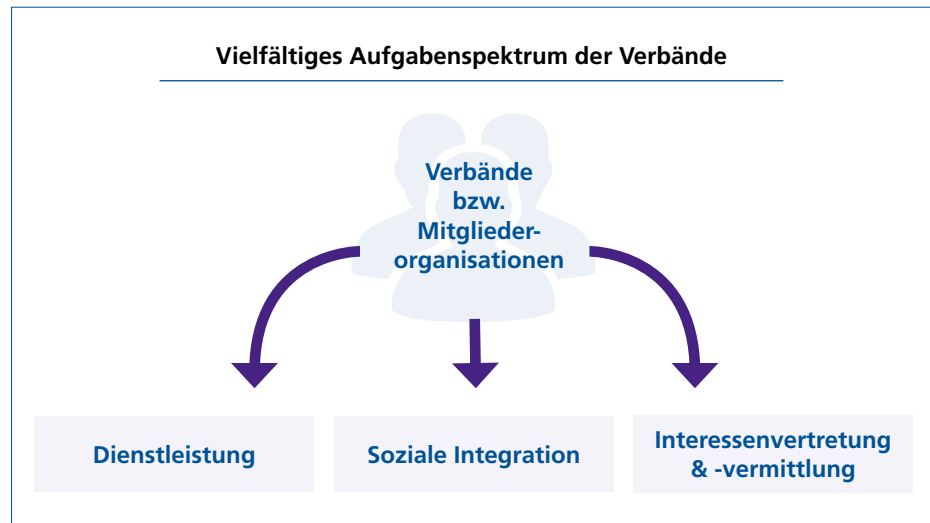 Vielfältiges Aufgabenspektrum der Verbände
Verbände
bzw.
Mitglieder-
organisationen
Dienstleistung
Soziale Integration
Interessenvertretung
& -vermittlung